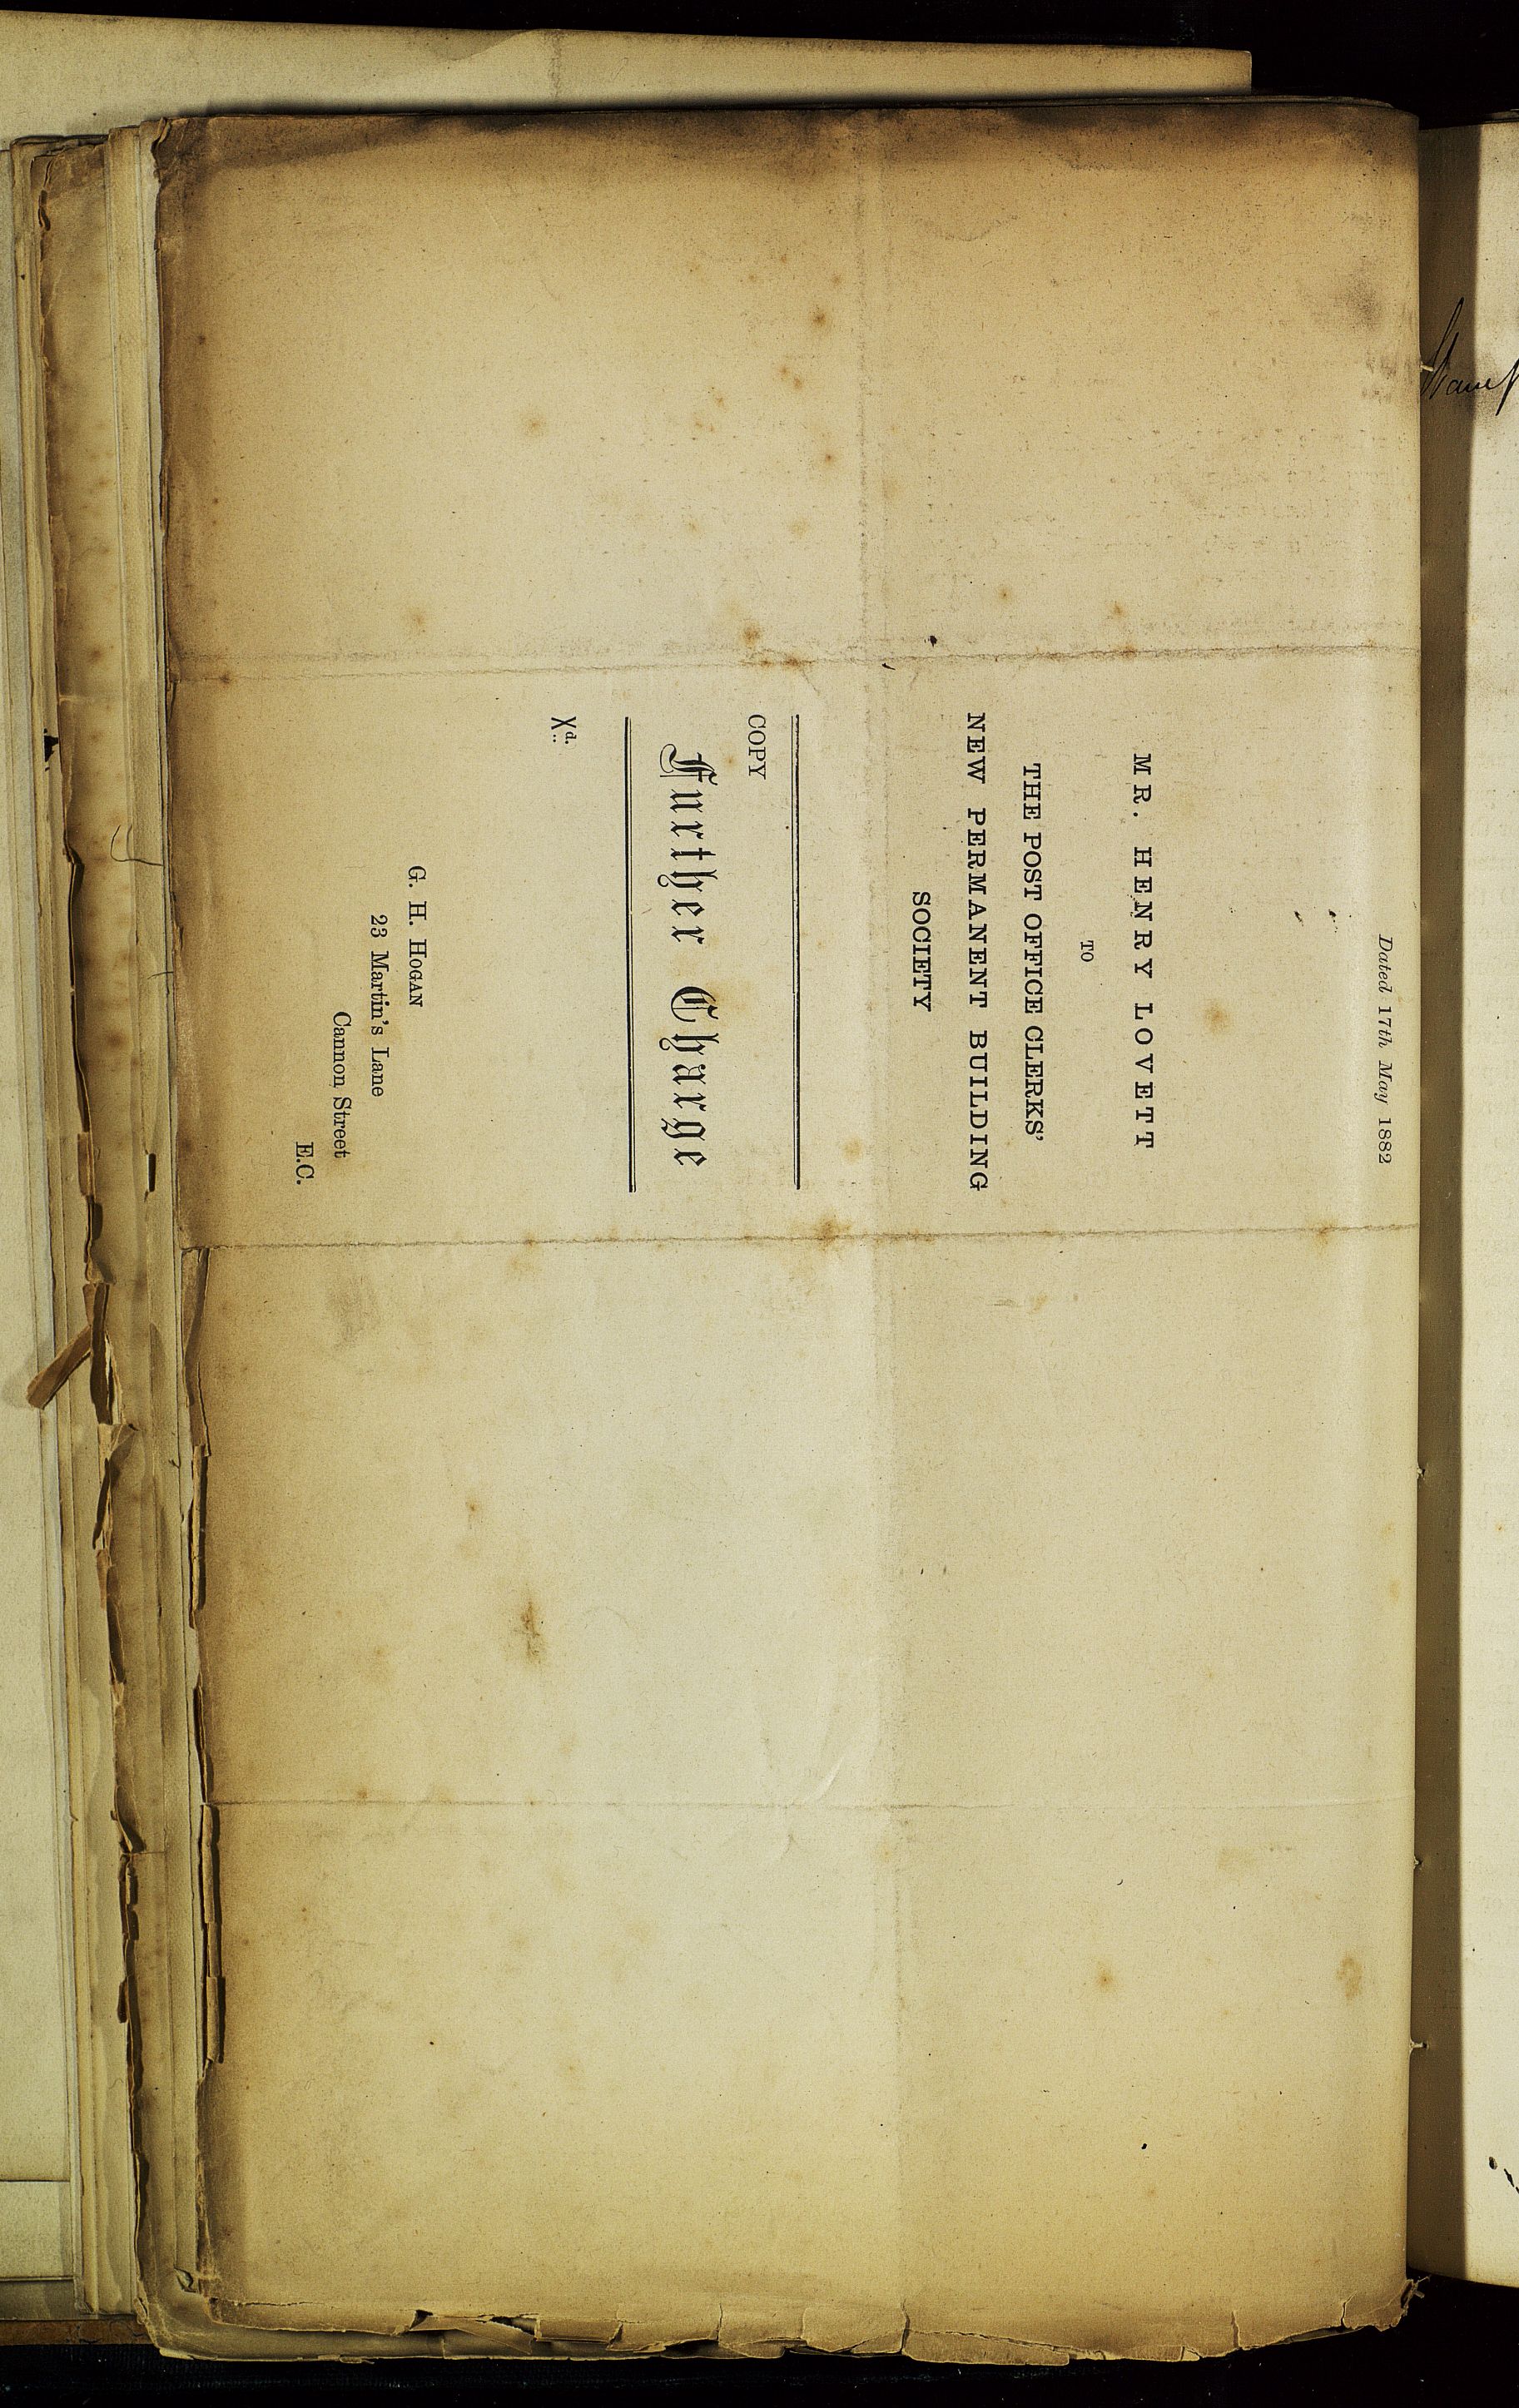 Dated 17th May 1882
MR. HENRY LOVETT
TO
THE POST OFFICE CLERKS'
NEW PERMANENT BUILDING
SOCIETY
COPY
Further Charge
Xd.
G. H. HOGAN
23 Martin's Lane
Cannon Street
E.C.